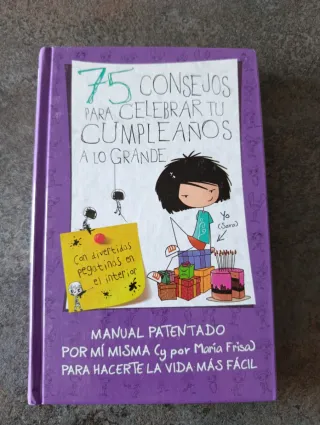 75 CONSEJOS
PARA CELEBRAR TU
CUMPLEAÑOS
A LO GRANDE
Yo
(Sara)
Con divertidas
pegatinas en
el interior
MANUAL PATENTADO
POR MÍ MISMA (y por María Frisa)
PARA HACERTE LA VIDA MÁS FÁCIL